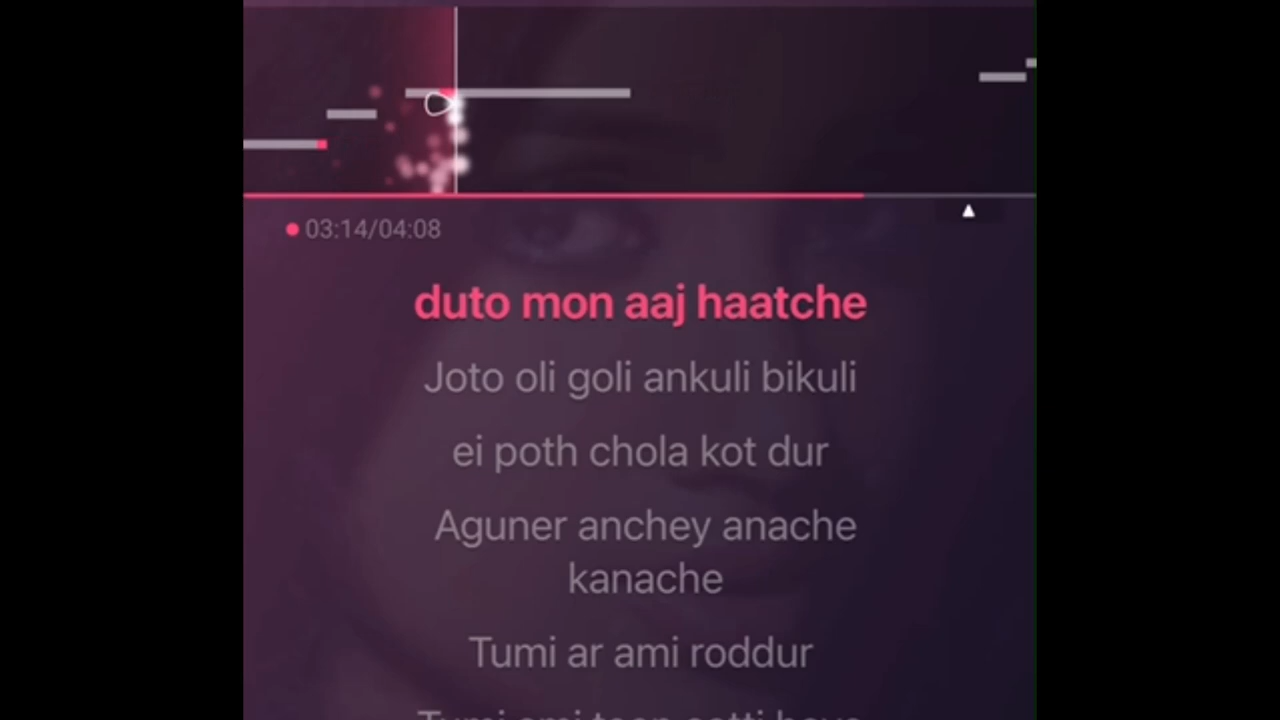 03:14/04:08
duto mon aaj haatche
Joto oli goli ankuli bikuli
ei poth chola kot dur
Aguner anchey anache
kanache
Tumi ar ami roddur